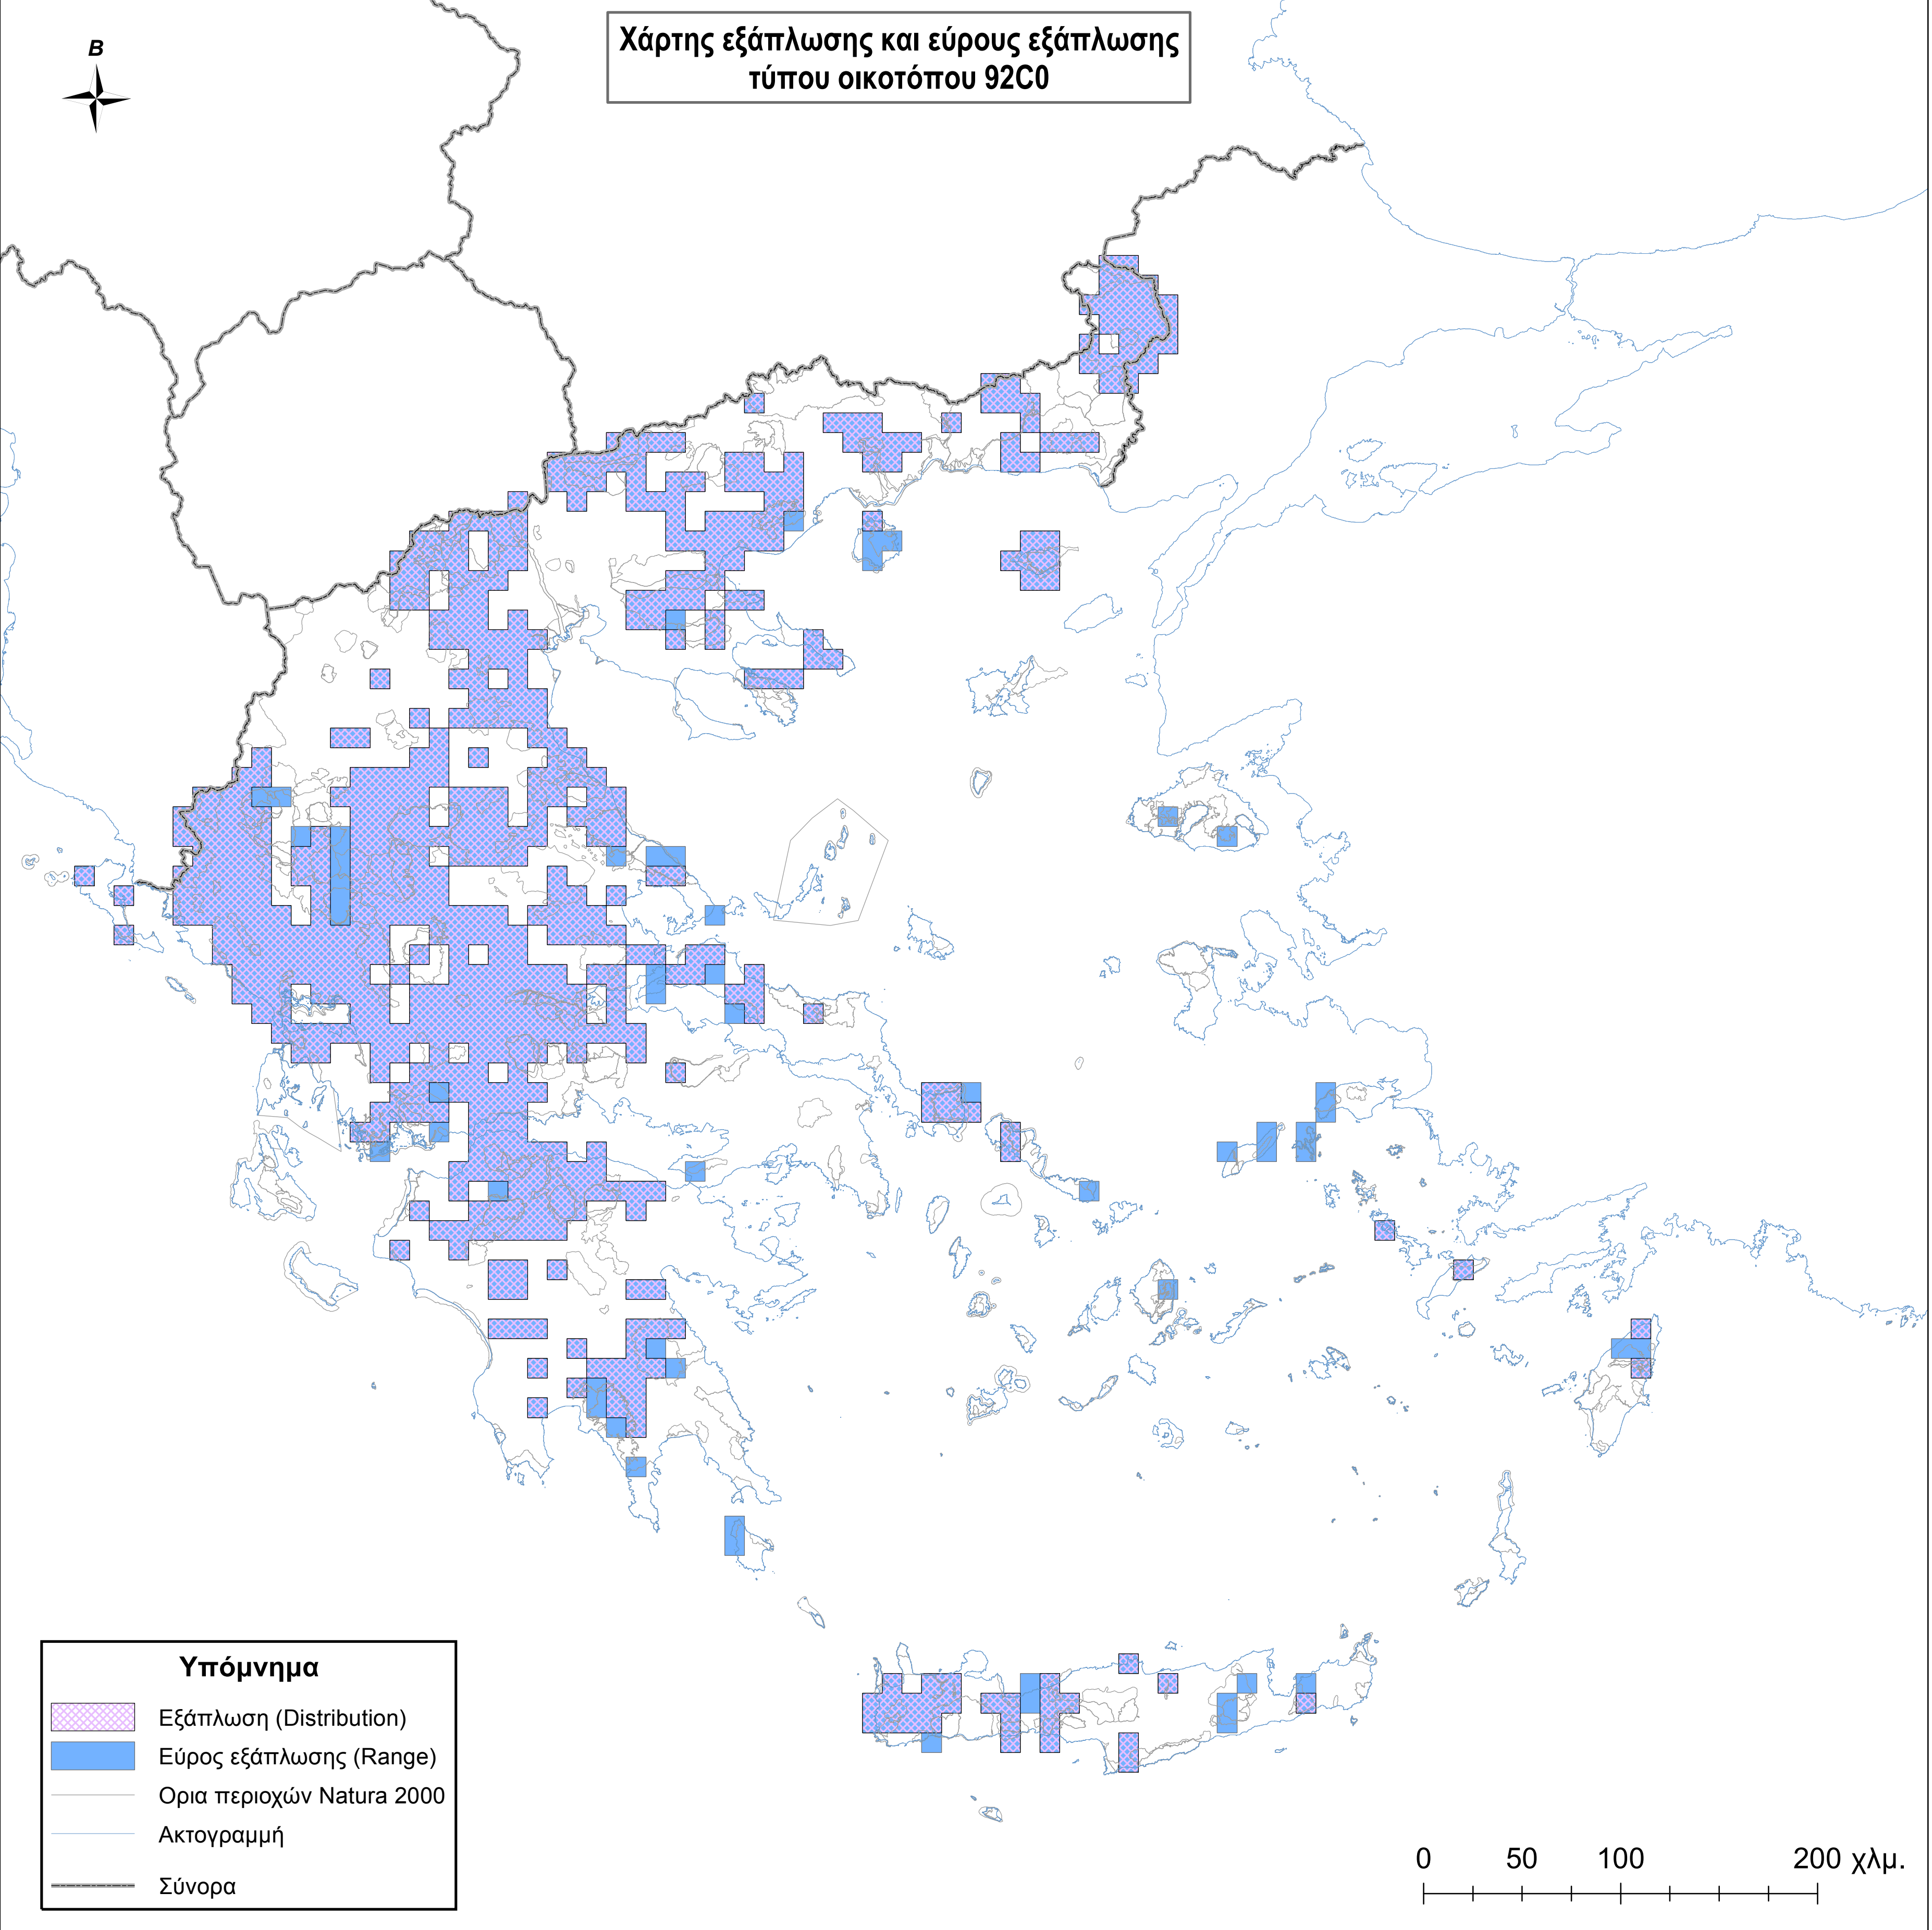 Χάρτης εξάπλωσης και εύρους εξάπλωσης
τύπου οικοτόπου 92C0
Β
Υπόμνημα
Εξάπλωση (Distribution)
Εύρος εξάπλωσης (Range)
Ορια περιοχών Natura 2000
Ακτογραμμή
Σύνορα
0 50 100 200 χλμ.